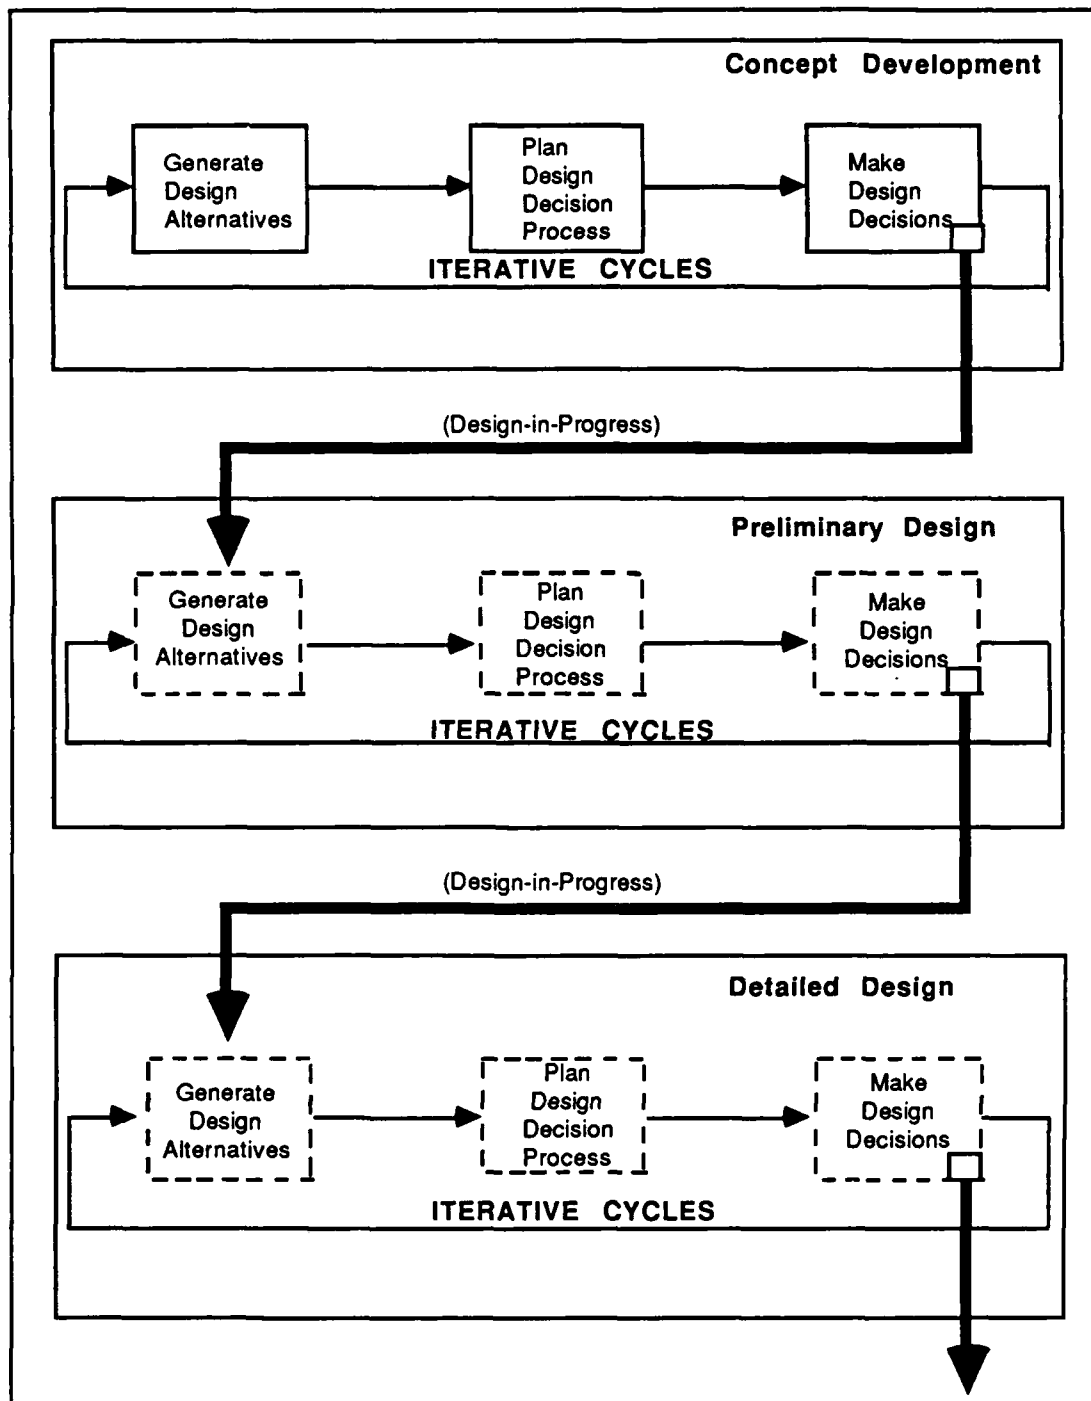 Concept Development
Generate
Design
Alternatives
Plan
Design
Decision
Process
Make
Design
Decisions
ITERATIVE CYCLES
(Design-in-Progress)
Preliminary Design
Generate
Design
Alternatives
Plan
Design
Decision
Process
Make
Design
Decisions
ITERATIVE CYCLES
(Design-in-Progress)
Detailed Design
Generate
Design
Alternatives
Plan
Design
Decision
Process
Make
Design
Decisions
ITERATIVE CYCLES